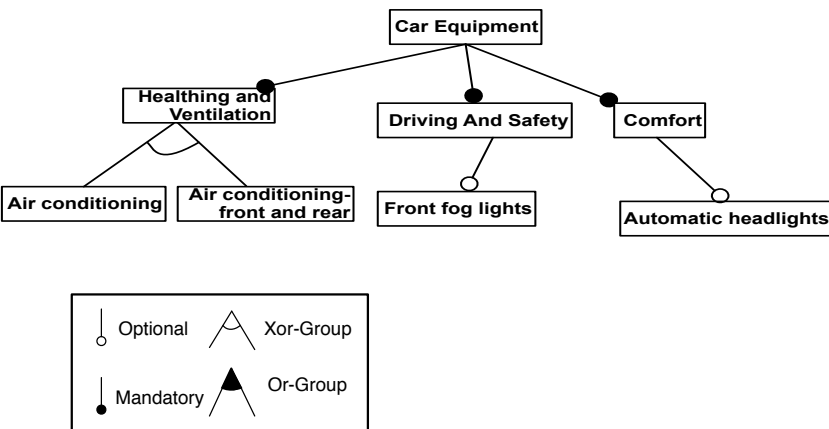 Car Equipment
Healthing and
Ventilation
Driving And Safety
Comfort
Air conditioning
Air conditioning-
front and rear
Front fog lights
Automatic headlights
Optional
Xor-Group
Mandatory
Or-Group